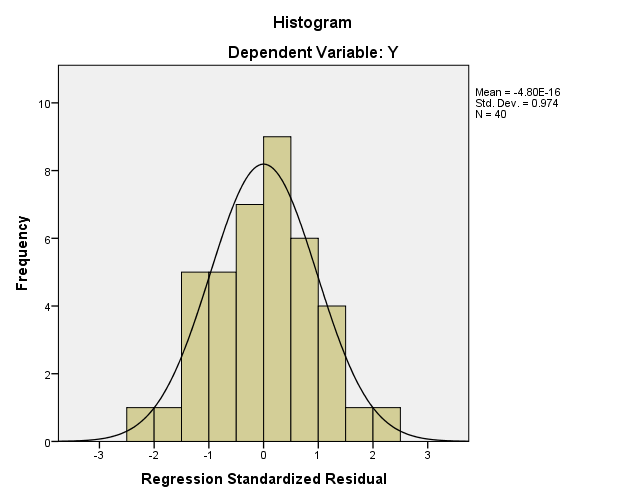 Histogram
Dependent Variable: Y
Mean = -4.80E-16
Std. Dev. = 0.974
N = 40
Frequency
10
8
6
4
2
0
-3 -2 -1 0 1 2 3
Regression Standardized Residual